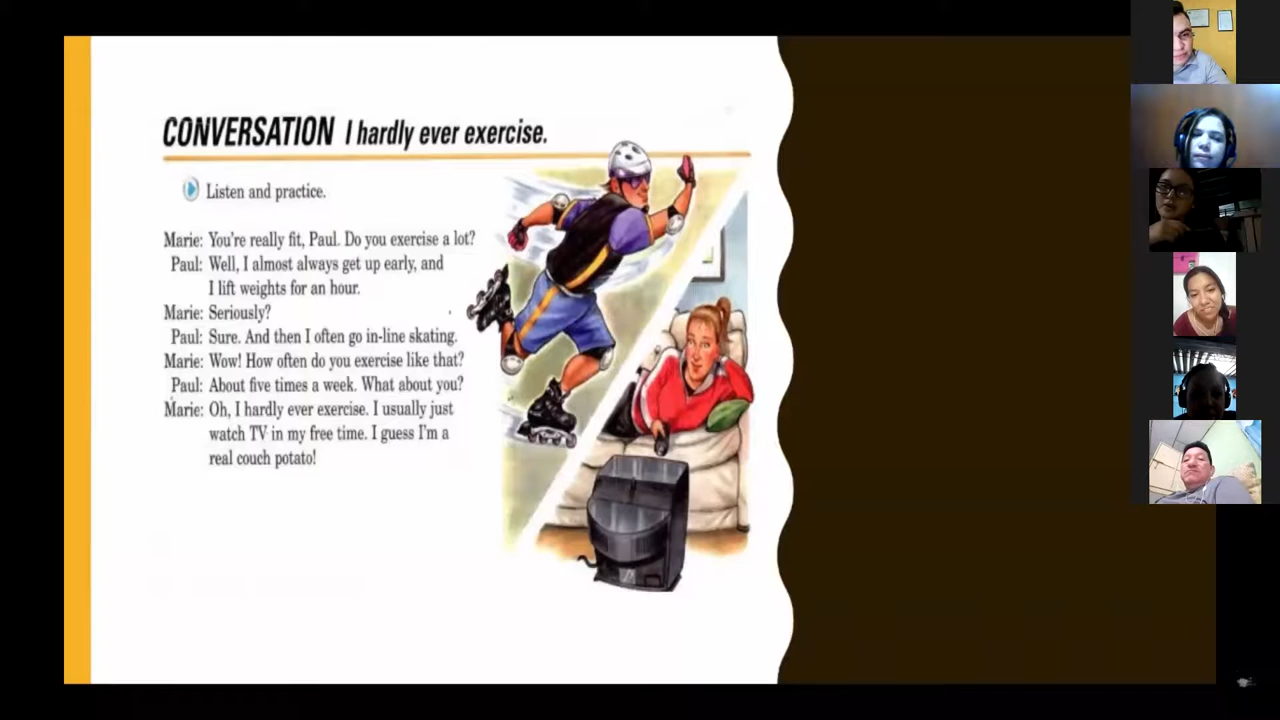 CONVERSATION I hardly ever exercise.
Listen and practice.
Marie: You're really fit, Paul. Do you exercise a lot?
Paul: Well, I almost always get up early, and
I lift weights for an hour.
Marie: Seriously?
Paul: Sure. And then I often go in-line skating.
Marie: Wow! How often do you exercise like that?
Paul: About five times a week. What about you?
Marie: Oh, I hardly ever exercise. I usually just
watch TV in my free time. I guess I'm a
real couch potato!